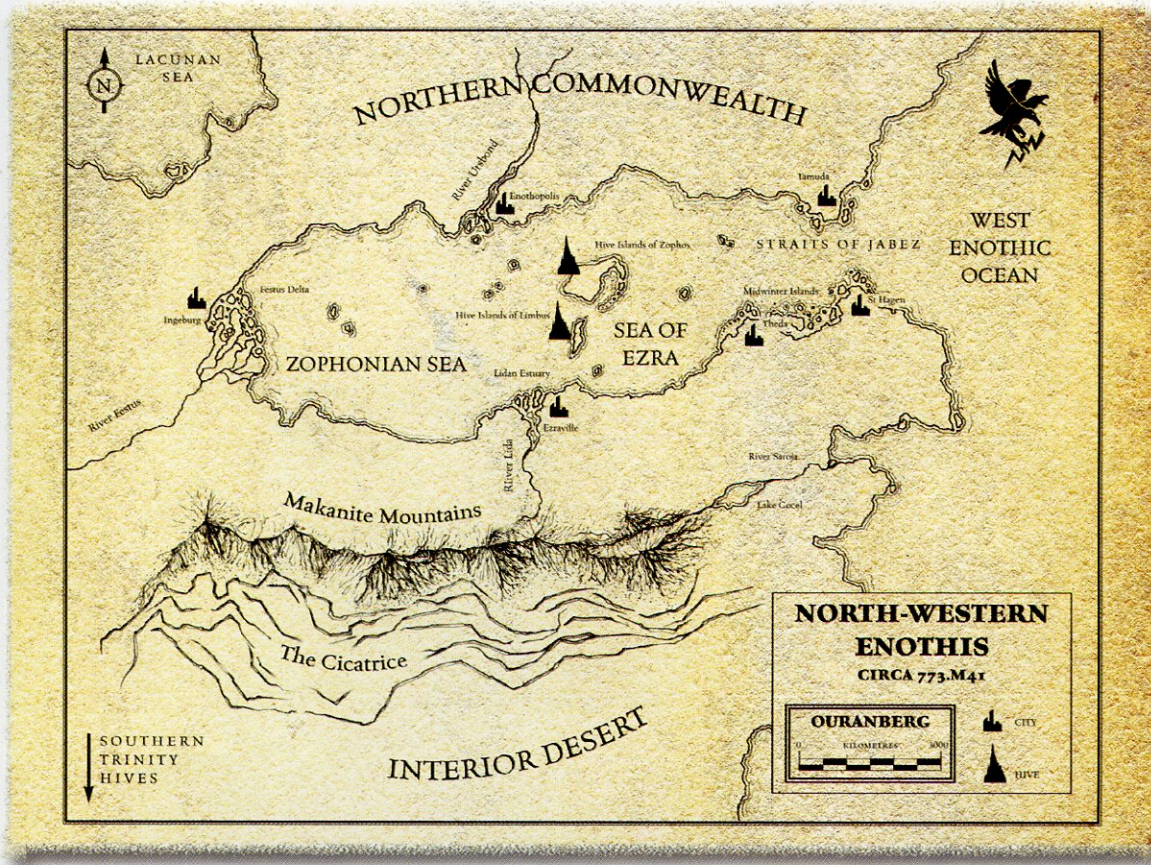 N
LACUNAN
SEA
NORTHERN COMMONWEALTH
River Urbond
Enothopolis
Tamuda
WEST
ENOTHIC
OCEAN
Hive Islands of Zophos
STRAITS OF JABEZ
Festus Delta
Midwinter Islands
St Hagen
Ingeburg
Hive Islands of Limbus
Theda
SEA OF
EZRA
ZOPHONIAN SEA
Lidan Estuary
River Festus
Ezraville
River Lida
River Saroja
Lake Gocel
Makanite Mountains
The Cicatrice
INTERIOR DESERT
SOUTHERN
TRINITY
HIVES
NORTH-WESTERN
ENOTHIS
CIRCA 773.M41
OURANBERG
0 KILOMETRES 3000
CITY
HIVE